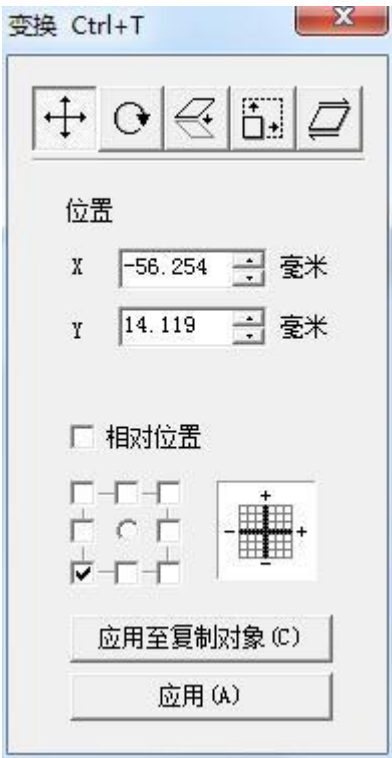 变换 Ctrl+T
位置
X -56.254 毫米
Y 14.119 毫米
相对位置
+
- +
-
应用至复制对象(C)
应用(A)